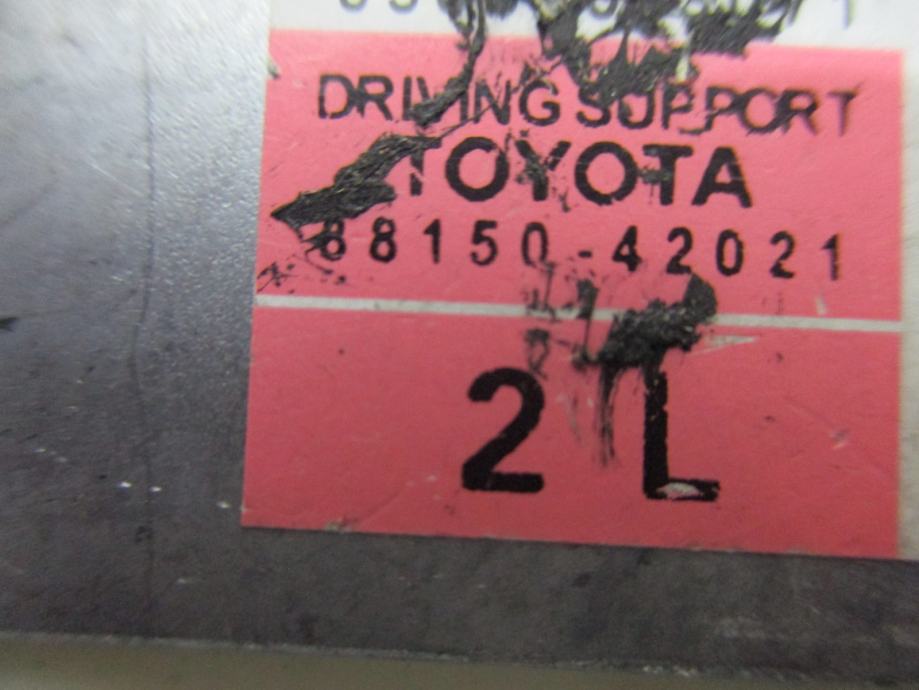 DRIVING SUPPORT
TOYOTA
88150-42021
2 L